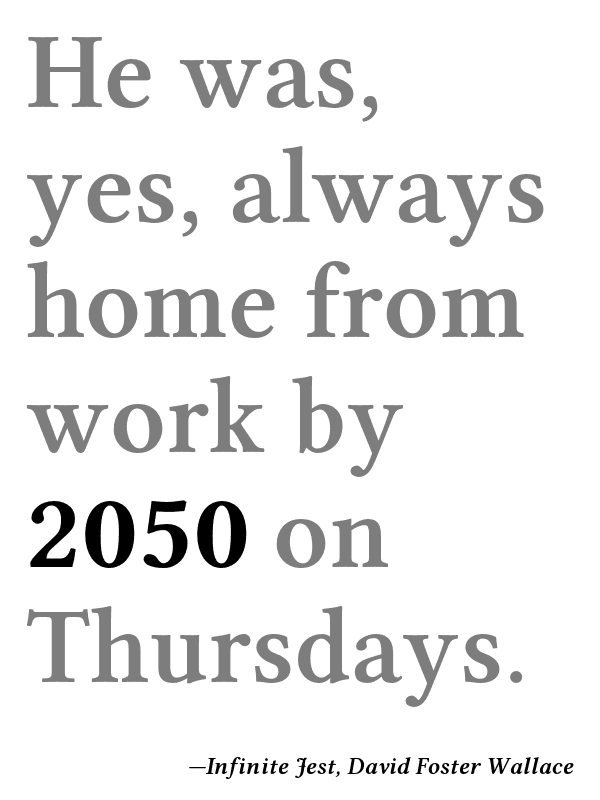 He was,
yes, always
home from
work by
2050 on
Thursdays.
—Infinite Jest, David Foster Wallace